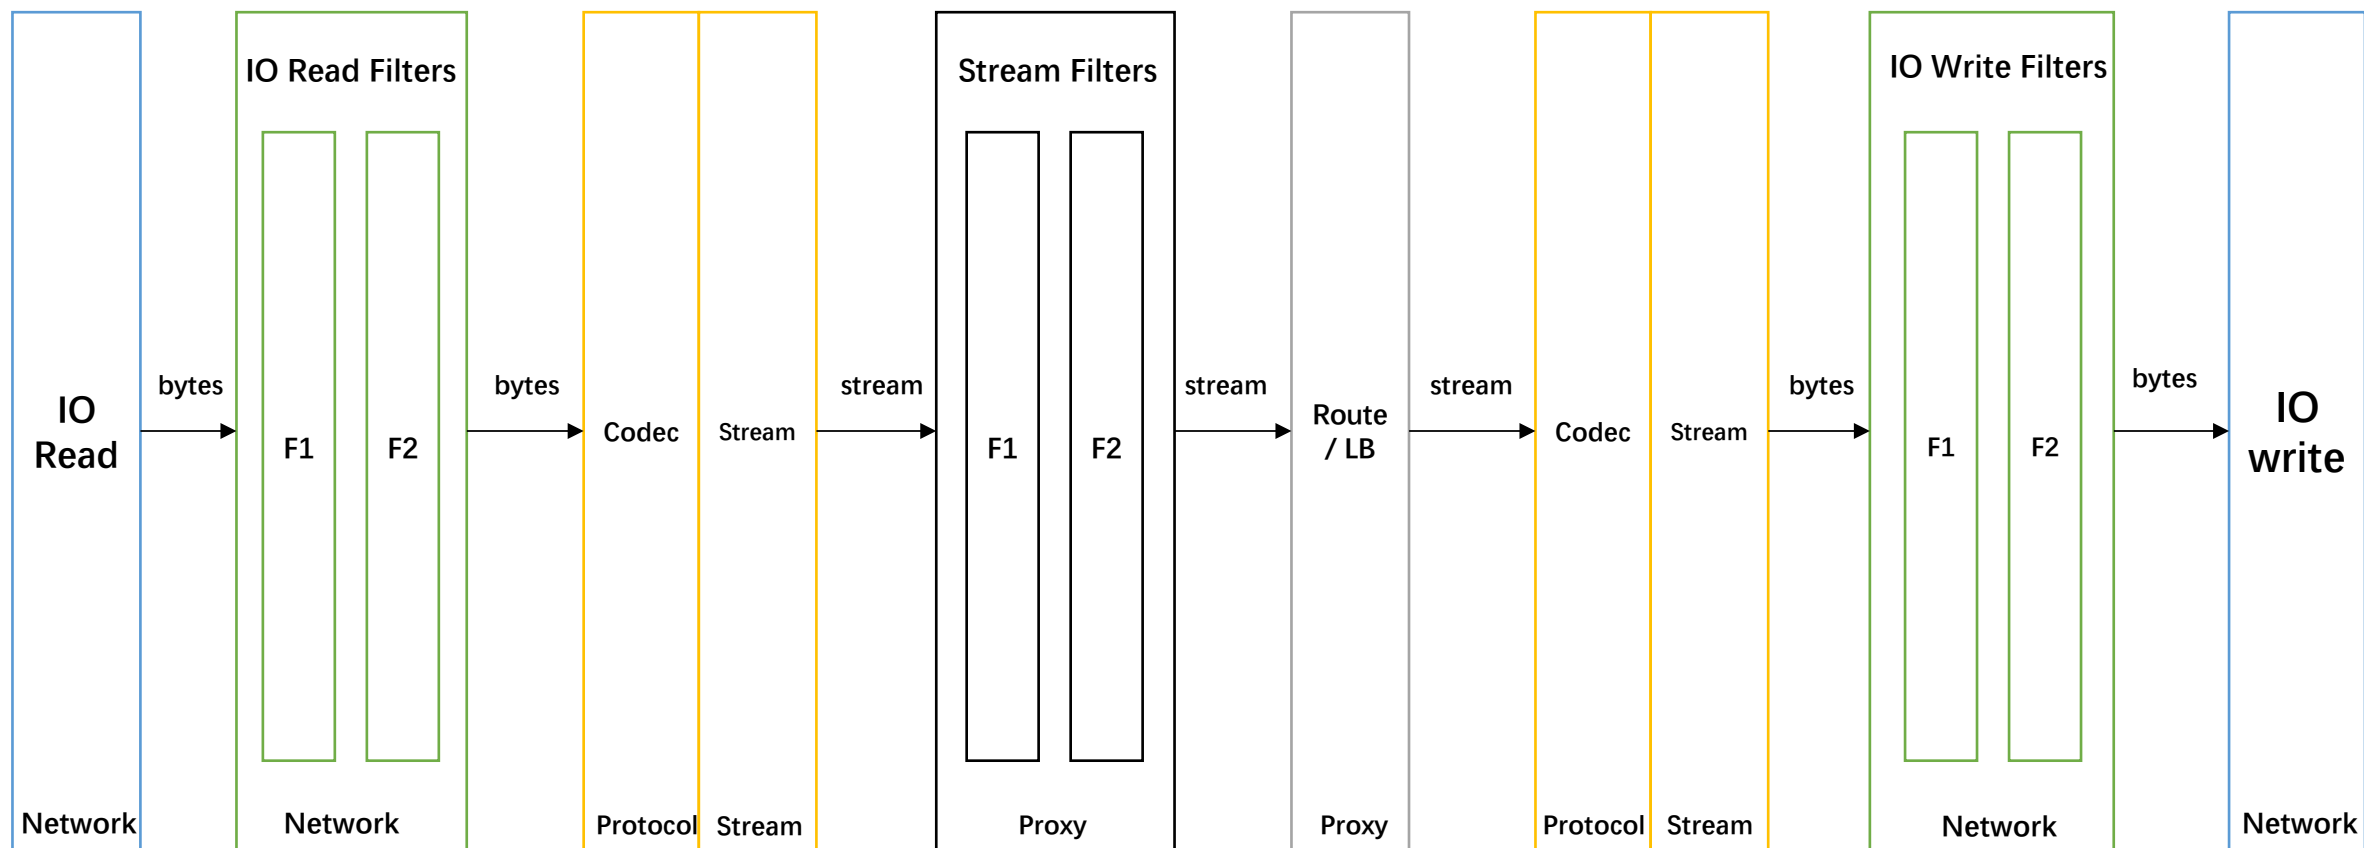 IO Read Filters
Stream Filters
IO Write Filters
bytes
bytes
stream
stream
stream
bytes
bytes
IO
Read
F1
F2
Codec
Stream
F1
F2
Route
/ LB
Codec
Stream
F1
F2
IO
write
Network
Network
Protocol
Stream
Proxy
Proxy
Protocol
Stream
Network
Network